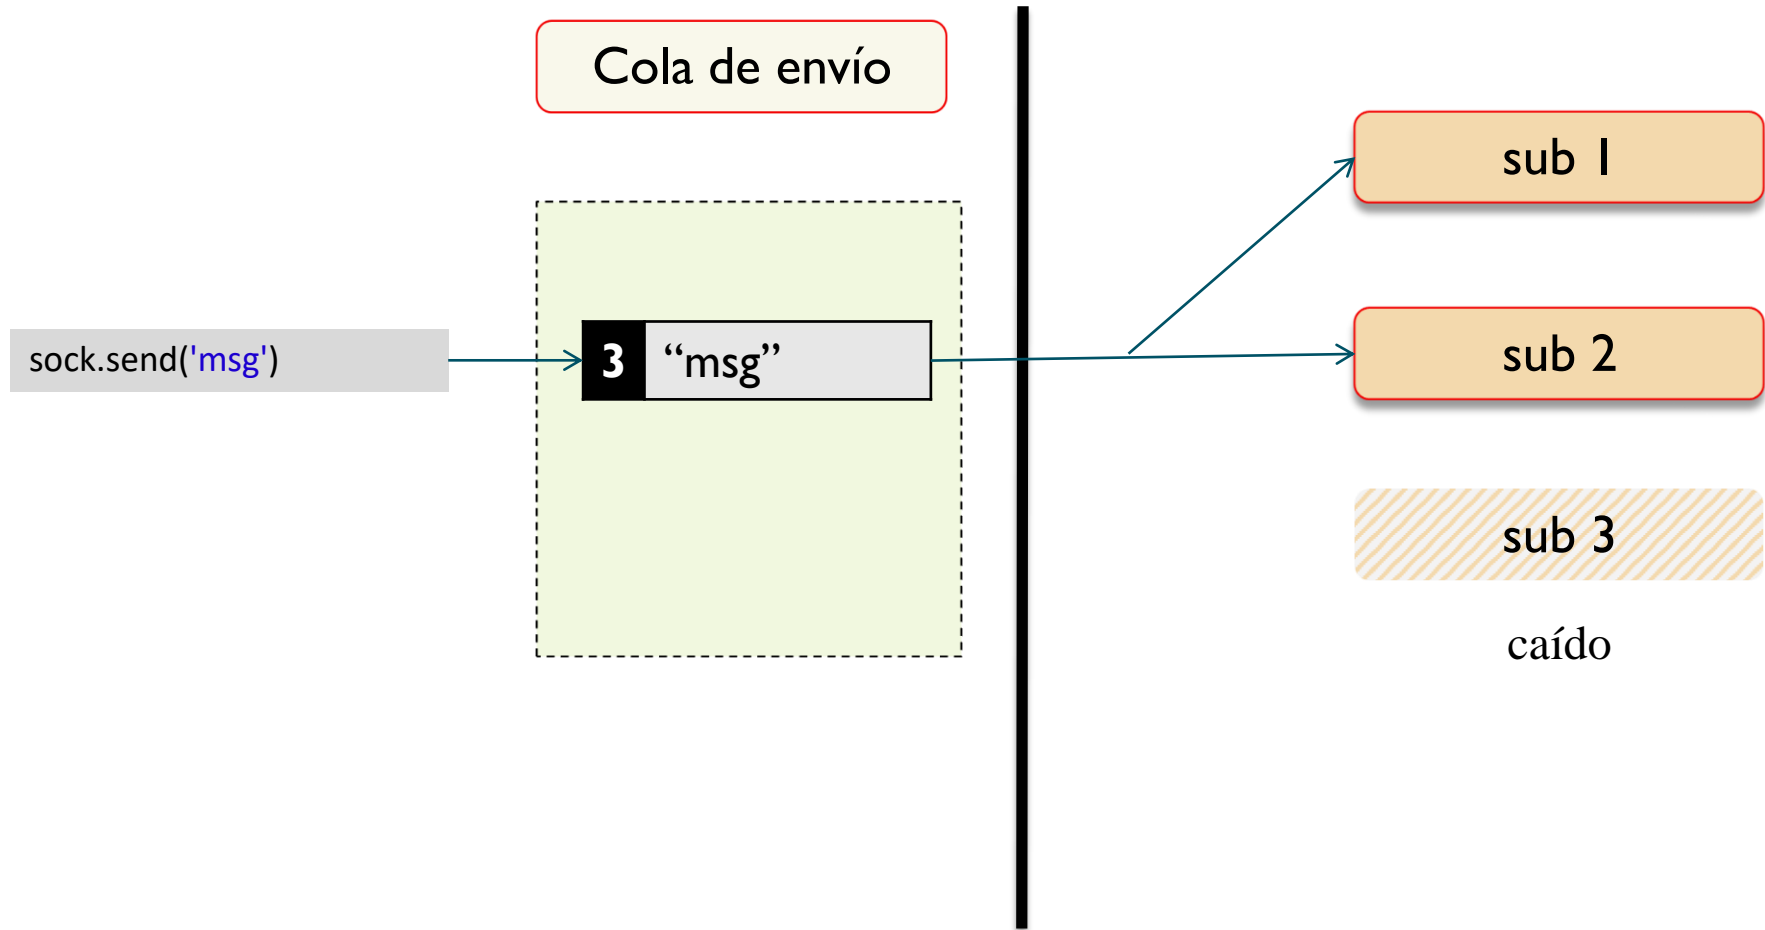 Cola de envío
sub 1
sock.send('msg')
3 “msg”
sub 2
sub 3
caído